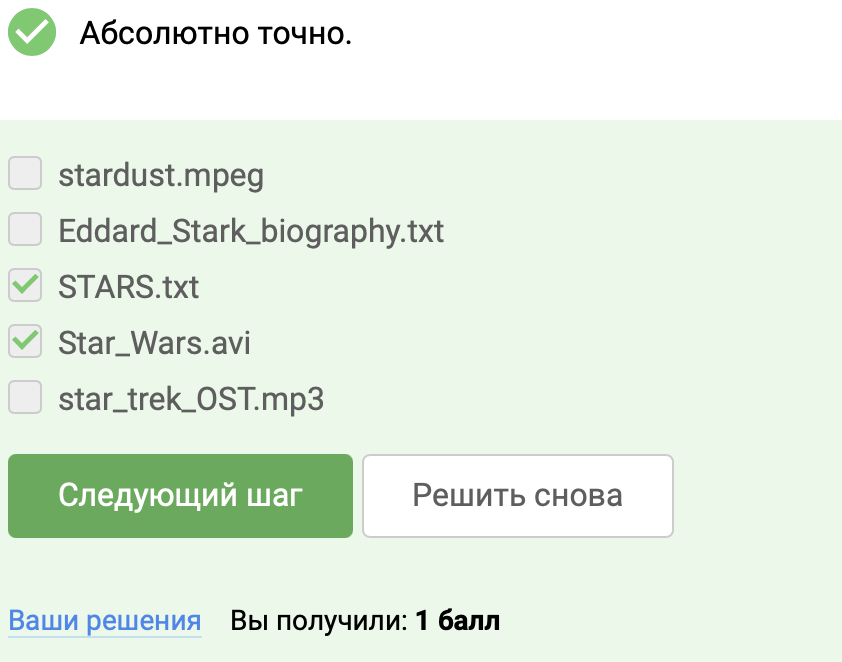 Абсолютно точно.
stardust.mpeg
Eddard_Stark_biography.txt
STARS.txt
Star_Wars.avi
star_trek_OST.mp3
Следующий шаг Решить снова
Ваши решения Вы получили: 1 балл